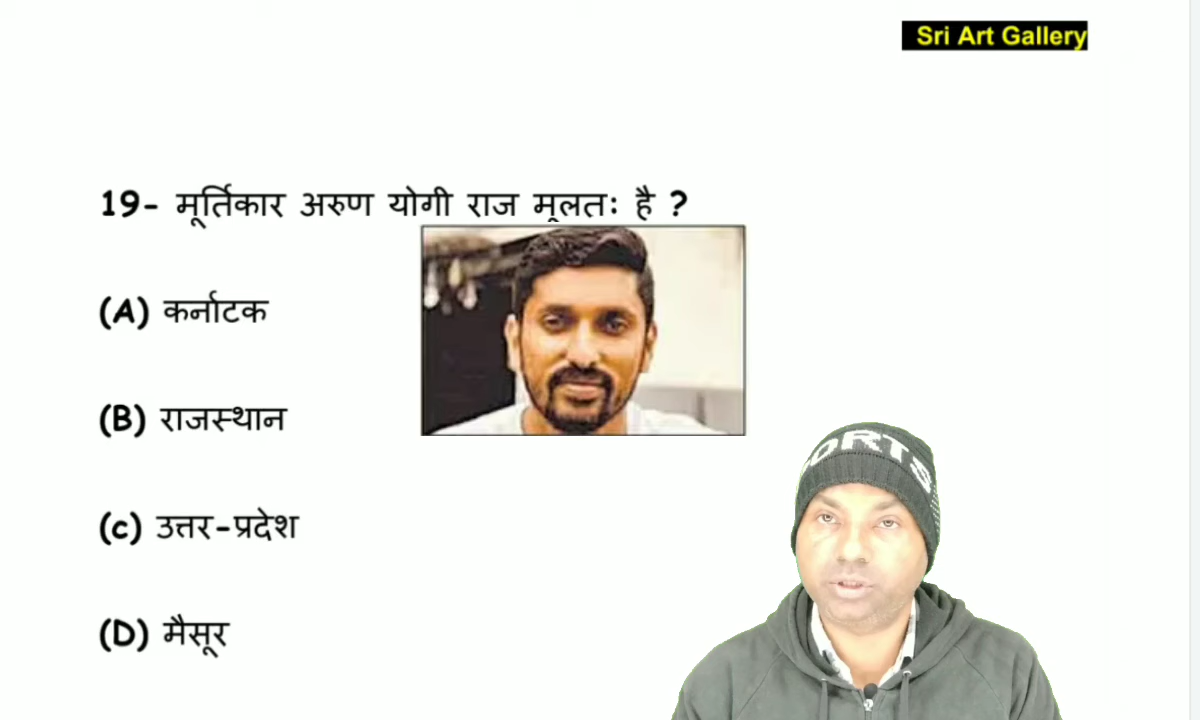 Sri Art Gallery
19- मूर्तिकार अरुण योगी राज मूलतः है ?
(A) कर्नाटक
(B) राजस्थान
(c) उत्तर-प्रदेश
(D) मैसूर